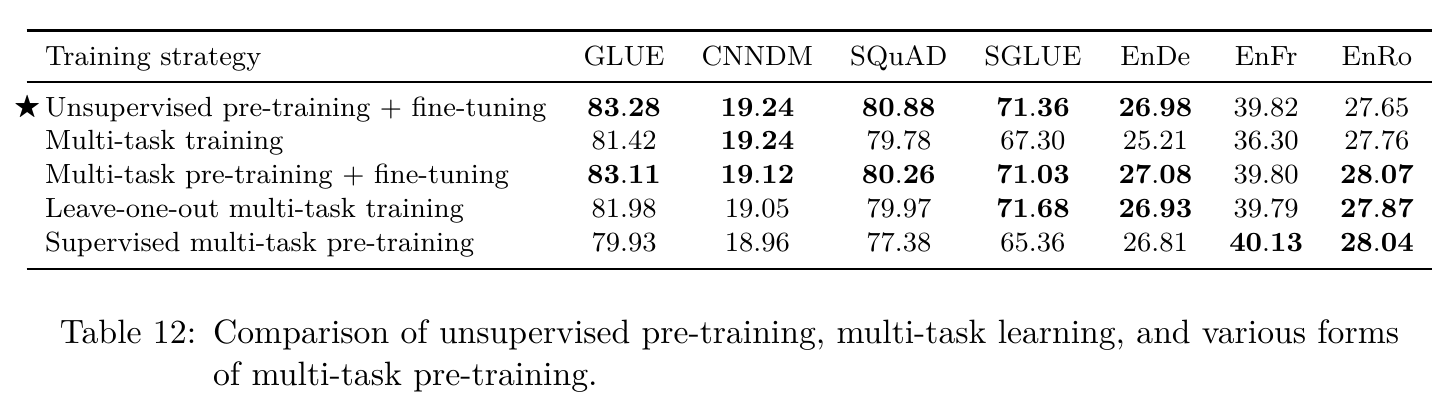 Training strategy GLUE CNNDM SQuAD SGLUE EnDe EnFr EnRo
★ Unsupervised pre-training + fine-tuning 83.28 19.24 80.88 71.36 26.98 39.82 27.65
Multi-task training 81.42 19.24 79.78 67.30 25.21 36.30 27.76
Multi-task pre-training + fine-tuning 83.11 19.12 80.26 71.03 27.08 39.80 28.07
Leave-one-out multi-task training 81.98 19.05 79.97 71.68 26.93 39.79 27.87
Supervised multi-task pre-training 79.93 18.96 77.38 65.36 26.81 40.13 28.04
Table 12: Comparison of unsupervised pre-training, multi-task learning, and various forms
of multi-task pre-training.